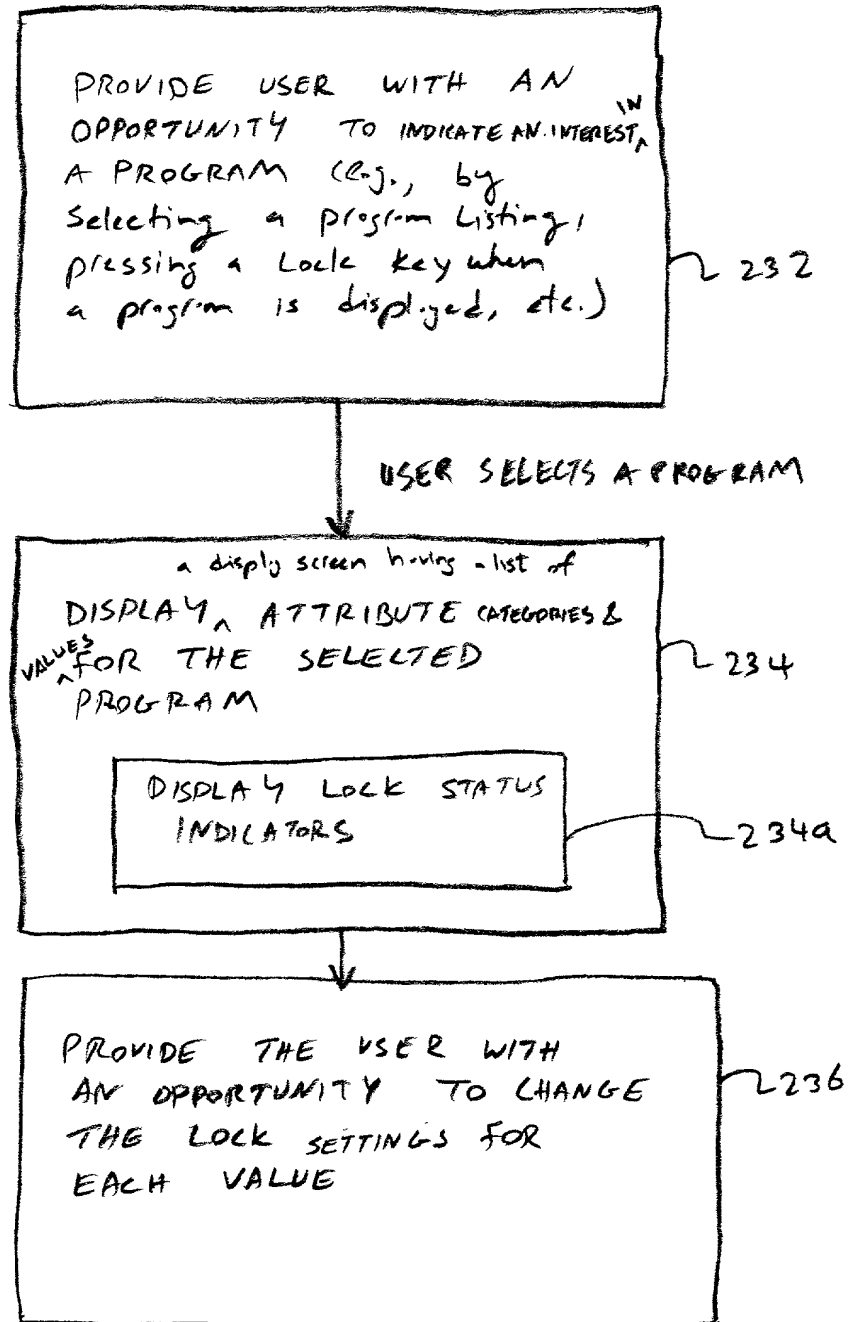 PROVIDE USER WITH AN
OPPORTUNITY TO INDICATE AN INTEREST IN
A PROGRAM (e.g., by
selecting a program Listing,
pressing a Lock key when
a program is displayed, etc.)
232
USER SELECTS A PROGRAM
a display screen having a list of
DISPLAY ^ ATTRIBUTE CATEGORIES &
VALUES ^ FOR THE SELECTED
PROGRAM
234
DISPLAY LOCK STATUS
INDICATORS
234a
PROVIDE THE USER WITH
AN OPPORTUNITY TO CHANGE
THE LOCK SETTINGS FOR
EACH VALUE
236